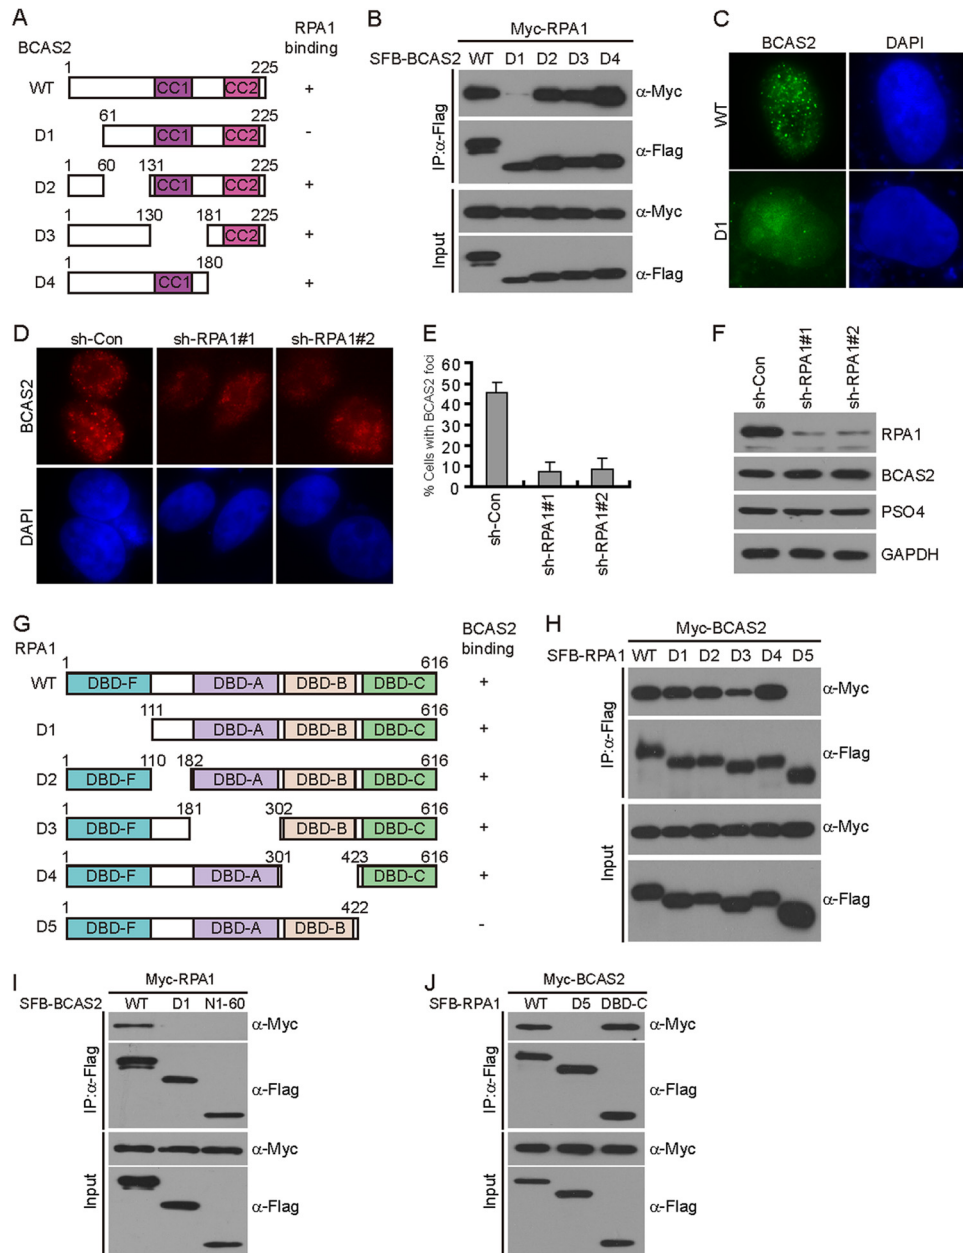 A
BCAS2
RPA1
binding
1 225
WT CC1 CC2 +
61 225
D1 CC1 CC2 -
1 60 131 225
D2 CC1 CC2 +
1 130 181 225
D3 CC2 +
1 180
D4 CC1 +
B
Myc-RPA1
SFB-BCAS2 WT D1 D2 D3 D4
IP:α-Flag
α-Myc
α-Flag
Input
α-Myc
α-Flag
C
BCAS2 DAPI
WT
D1
D
sh-Con sh-RPA1#1 sh-RPA1#2
BCAS2
DAPI
E
% Cells with BCAS2 foci
60
50
40
30
20
10
0
sh-Con
sh-RPA1#1
sh-RPA1#2
F
sh-Con
sh-RPA1#1
sh-RPA1#2
RPA1
BCAS2
PSO4
GAPDH
G
RPA1
BCAS2
binding
1 616
WT DBD-F DBD-A DBD-B DBD-C +
111 616
D1 DBD-A DBD-B DBD-C +
1 110 182 616
D2 DBD-F DBD-A DBD-B DBD-C +
1 181 302 616
D3 DBD-F DBD-B DBD-C +
1 301 423 616
D4 DBD-F DBD-A DBD-C +
1 422
D5 DBD-F DBD-A DBD-B -
H
Myc-BCAS2
SFB-RPA1 WT D1 D2 D3 D4 D5
IP:α-Flag
α-Myc
α-Flag
Input
α-Myc
α-Flag
I
Myc-RPA1
SFB-BCAS2 WT D1 N1-60
IP:α-Flag
α-Myc
α-Flag
Input
α-Myc
α-Flag
J
Myc-BCAS2
SFB-RPA1 WT D5 DBD-C
IP:α-Flag
α-Myc
α-Flag
Input
α-Myc
α-Flag